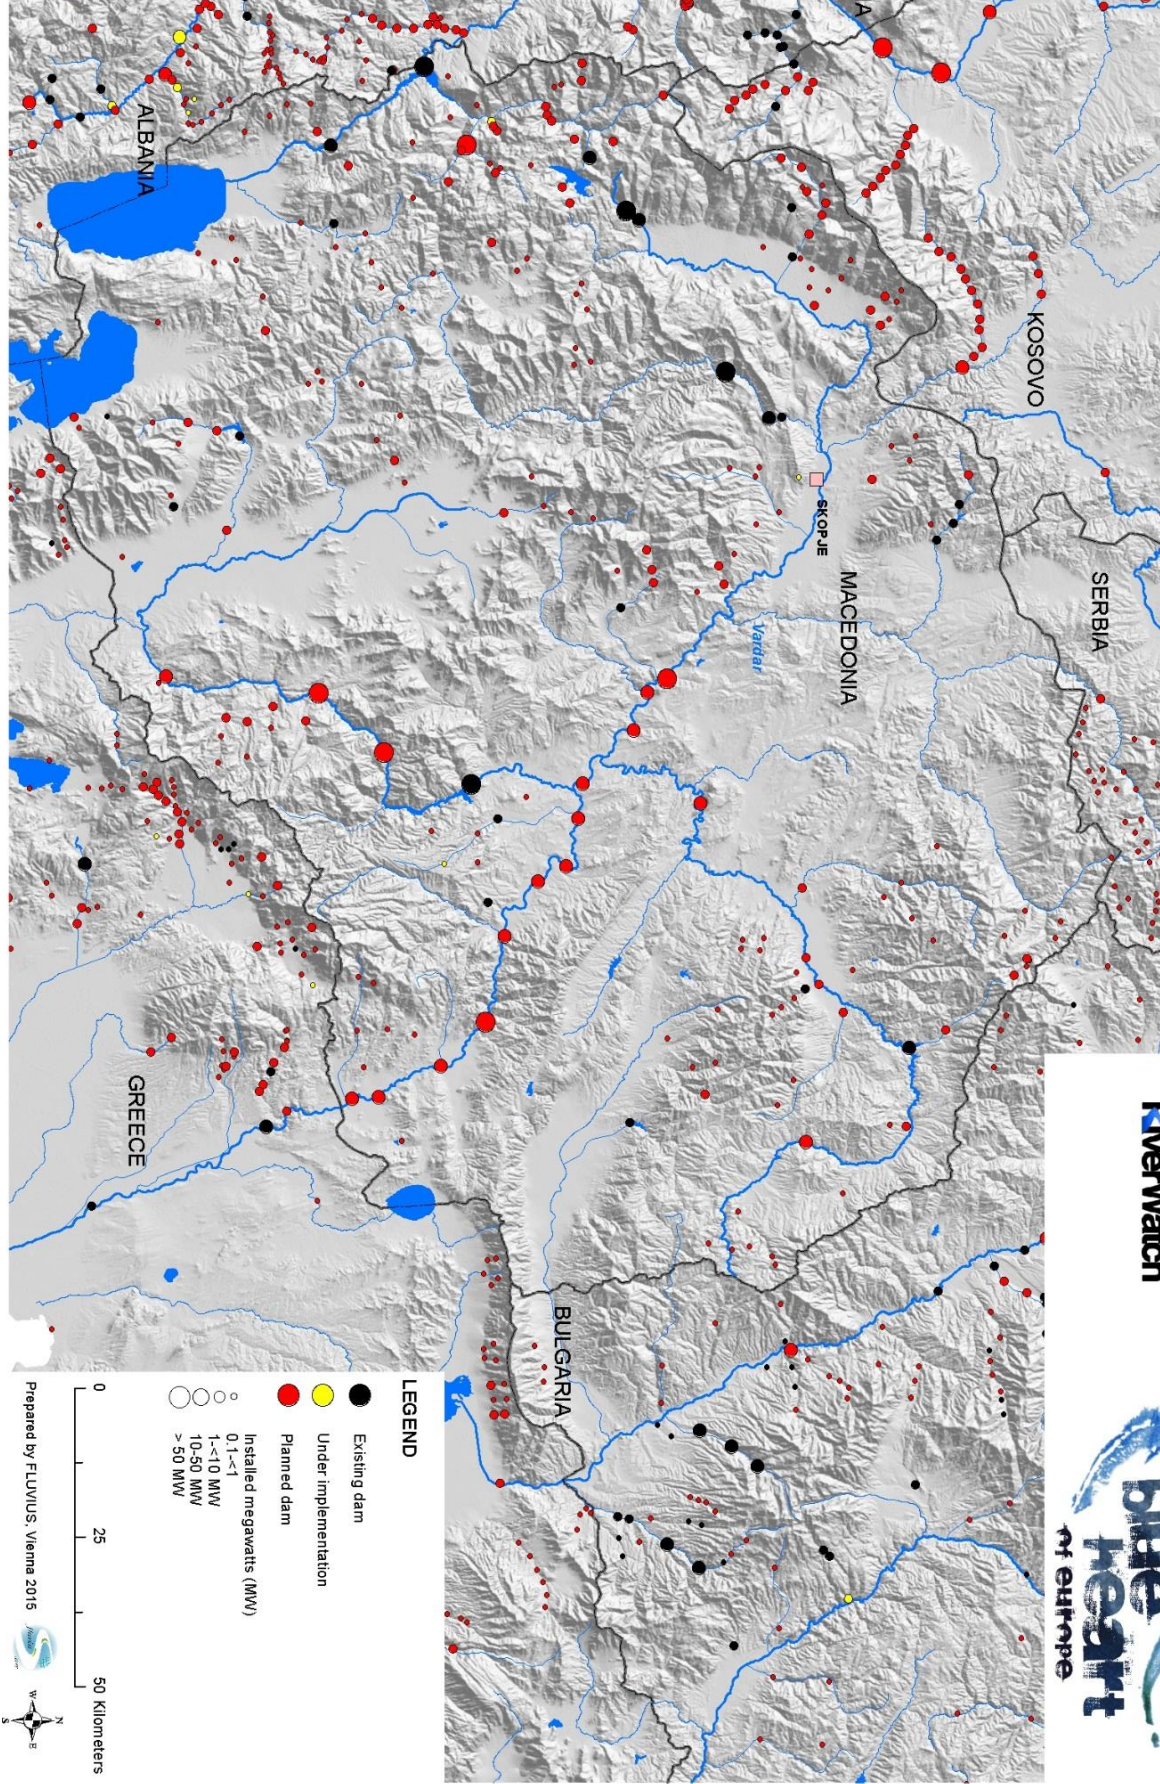 Riverwatch
blue
heart
of europe
KOSOVO
SERBIA
SKOPJE
MACEDONIA
Vardar
ALBANIA
BULGARIA
GREECE
LEGEND
Existing dam
Under implementation
Planned dam
Installed megawatts (MW)
0.1-<1
1-<10 MW
10-50 MW
> 50 MW
0 25 50 Kilometers
Prepared by FLUVIUS, Vienna 2015
N
W E
S